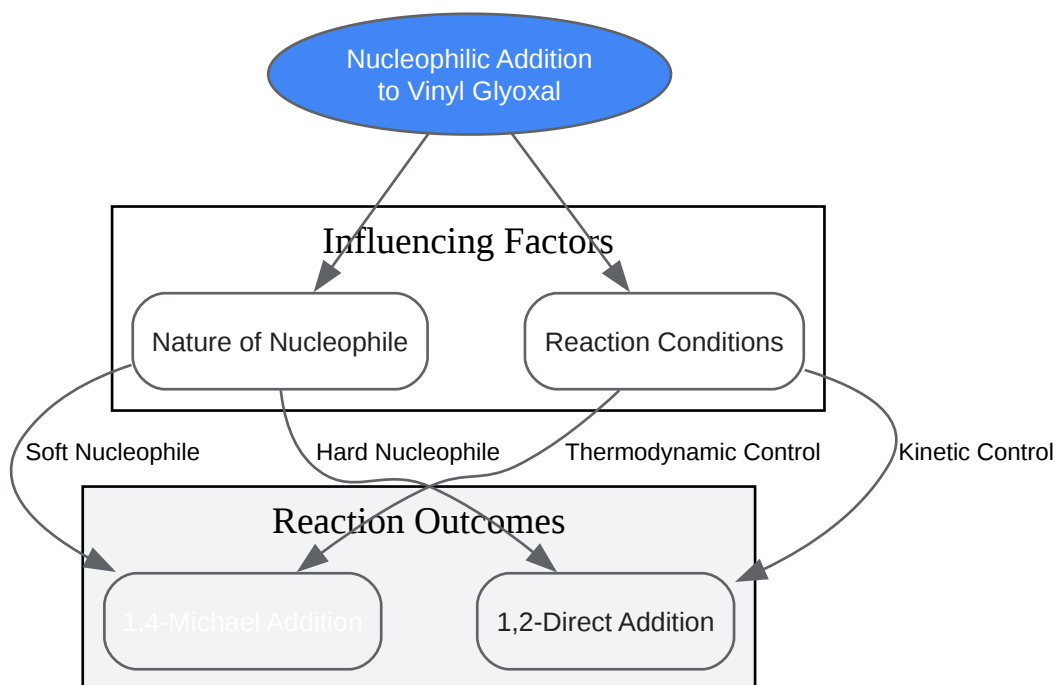 Nucleophilic Addition
to Vinyl Glyoxal
Influencing Factors
Nature of Nucleophile
Reaction Conditions
Soft Nucleophile
Hard Nucleophile
Thermodynamic Control
Kinetic Control
Reaction Outcomes
1,4-Michael Addition
1,2-Direct Addition